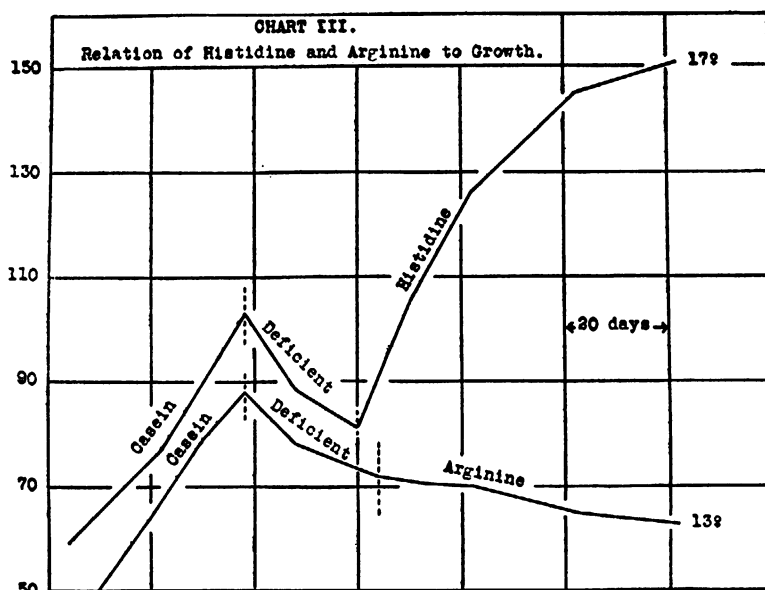 CHART III.
Relation of Histidine and Arginine to Growth.
150
17♀
130
Histidine
110
Deficient
←20 days→
90
Casein
Casein
Deficient
Arginine
70
13♀
50